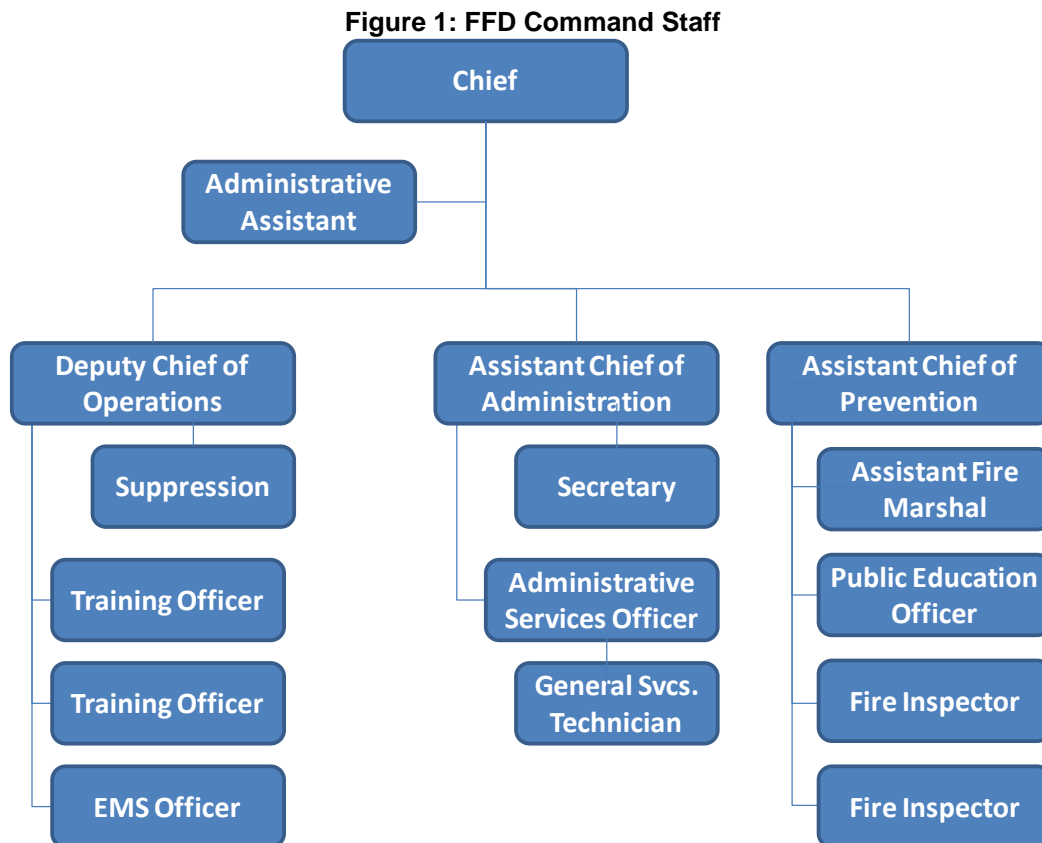 Figure 1: FFD Command Staff
Chief
Administrative
Assistant
Deputy Chief of
Operations
Suppression
Training Officer
Training Officer
EMS Officer
Assistant Chief of
Administration
Secretary
Administrative
Services Officer
General Svcs.
Technician
Assistant Chief of
Prevention
Assistant Fire
Marshal
Public Education
Officer
Fire Inspector
Fire Inspector